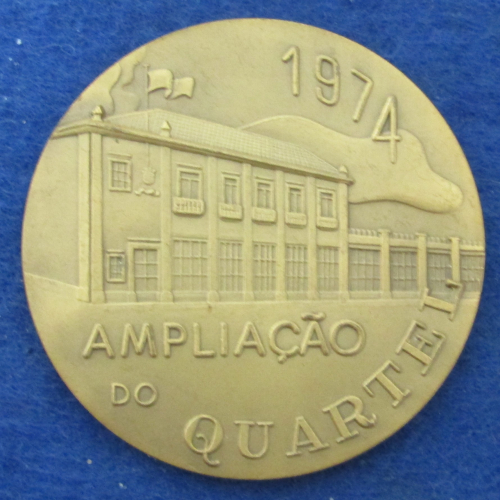 1974
AMPLIAÇÃO
DO
QUARTEL